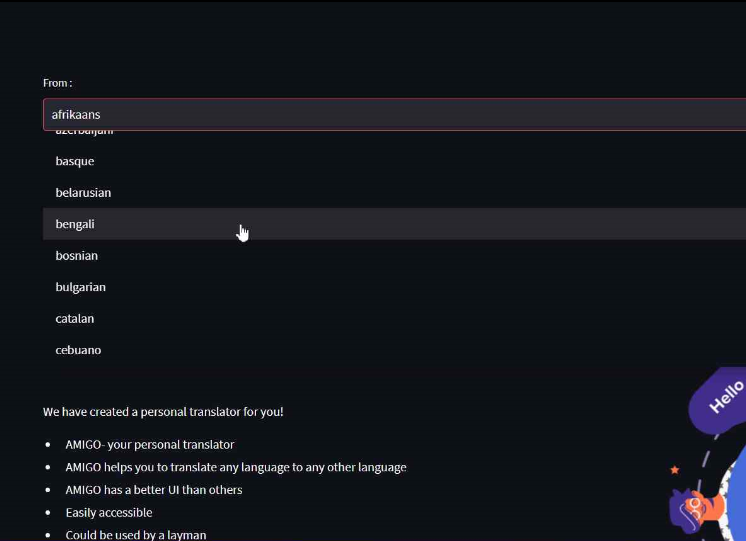 From :
afrikaans
azerbaijani
basque
belarusian
bengali
bosnian
bulgarian
catalan
cebuano
We have created a personal translator for you!
AMIGO- your personal translator
AMIGO helps you to translate any language to any other language
AMIGO has a better UI than others
Easily accessible
Could be used by a layman
Hello